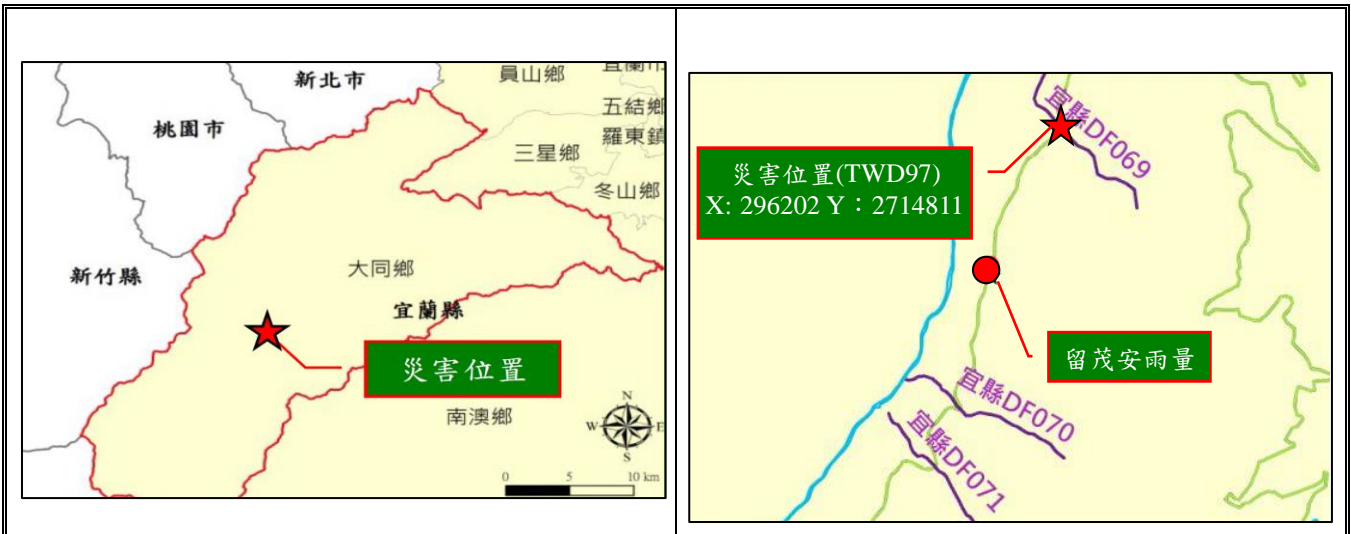 新北市
員山鄉
宜蘭市
五結鄉
桃園市
羅東鎮
三星鄉
冬山鄉
新竹縣
大同鄉
宜蘭縣
災害位置
南澳鄉
N
W
E
S
0 5 10 km
宜縣DF069
災害位置(TWD97)
X: 296202 Y：2714811
留茂安雨量
宜縣DF070
宜縣DF071